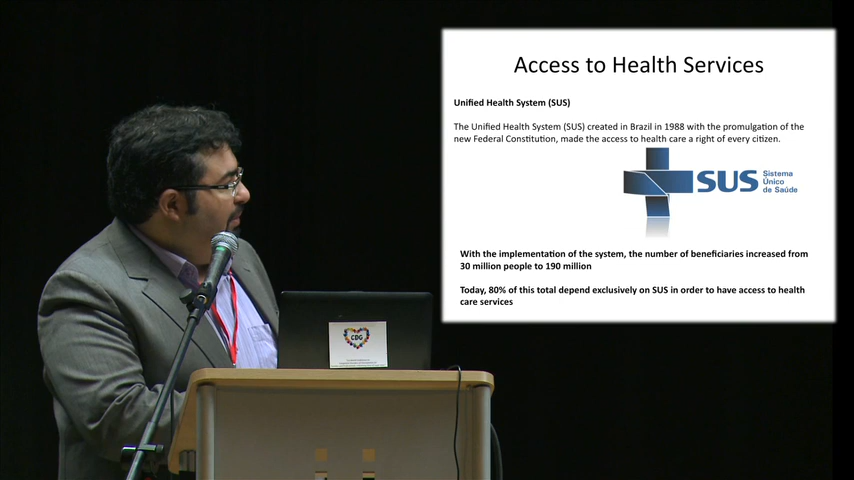 Access to Health Services
Unified Health System (SUS)
The Unified Health System (SUS) created in Brazil in 1988 with the promulgation of the
new Federal Constitution, made the access to health care a right of every citizen.
SUS
Sistema
Único
de Saúde
With the implementation of the system, the number of beneficiaries increased from
30 million people to 190 million
Today, 80% of this total depend exclusively on SUS in order to have access to health
care services
CDG